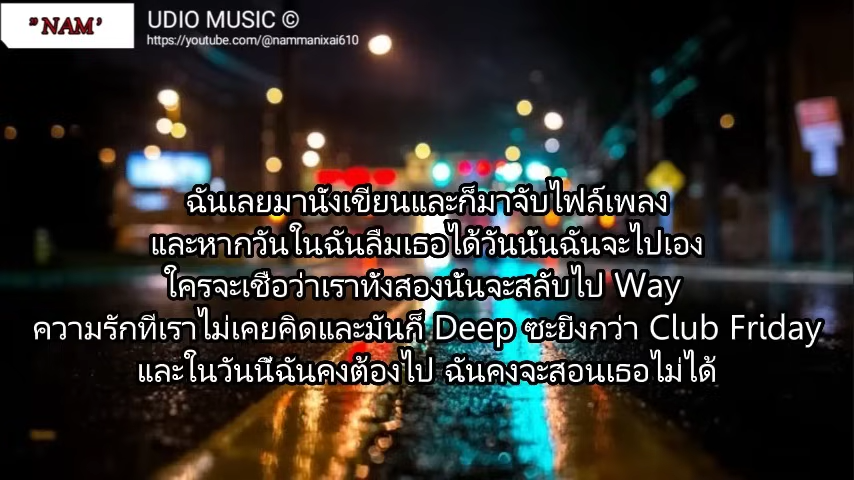 "NAM'
UDIO MUSIC ©
https://youtube.com/@nammanixai610
ฉันเลยมานั่งเขียนและก็มาจับไฟล์เพลง
และหากวันในฉันลืมเธอได้วันนั้นฉันจะไปเอง
ใครจะเชื่อว่าเราทั้งสองนั้นจะสลับไป Way
ความรักที่เราไม่เคยคิดและมันก็ Deep ซะยิ่งกว่า Club Friday
และในวันนี้ฉันคงต้องไป ฉันคงจะสอนเธอไม่ได้